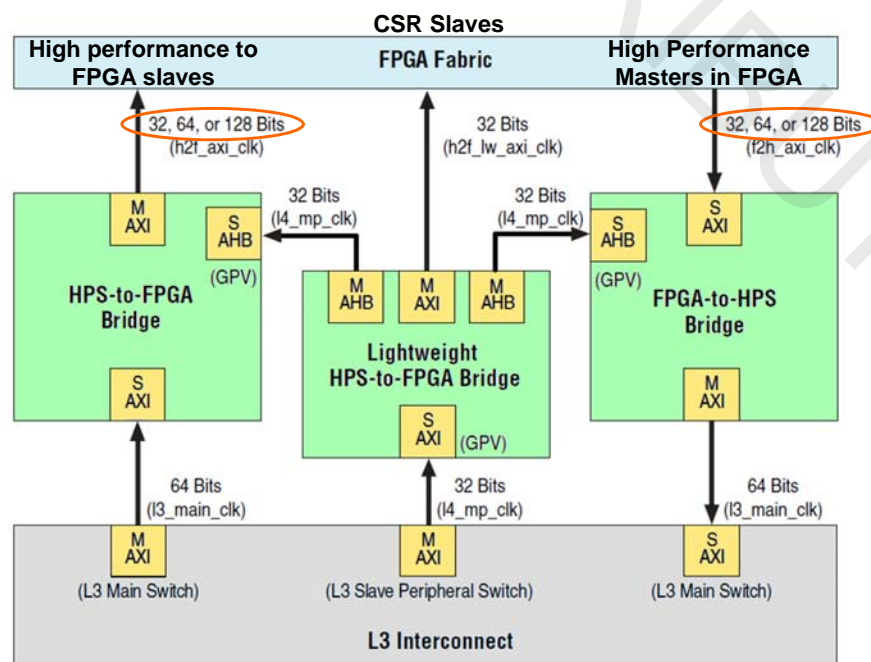 CSR Slaves
High performance to
FPGA slaves
FPGA Fabric
High Performance
Masters in FPGA
32, 64, or 128 Bits
(h2f_axi_clk)
32 Bits
(h2f_lw_axi_clk)
32, 64, or 128 Bits
(f2h_axi_clk)
M
AXI
S
AHB
(GPV)
32 Bits
(l4_mp_clk)
32 Bits
(l4_mp_clk)
S
AHB
(GPV)
S
AXI
HPS-to-FPGA
Bridge
M
AHB
M
AXI
M
AHB
FPGA-to-HPS
Bridge
Lightweight
HPS-to-FPGA Bridge
S
AXI
S
AXI
(GPV)
M
AXI
64 Bits
(l3_main_clk)
32 Bits
(l4_mp_clk)
64 Bits
(l3_main_clk)
M
AXI
M
AXI
S
AXI
(L3 Main Switch)
(L3 Slave Peripheral Switch)
(L3 Main Switch)
L3 Interconnect